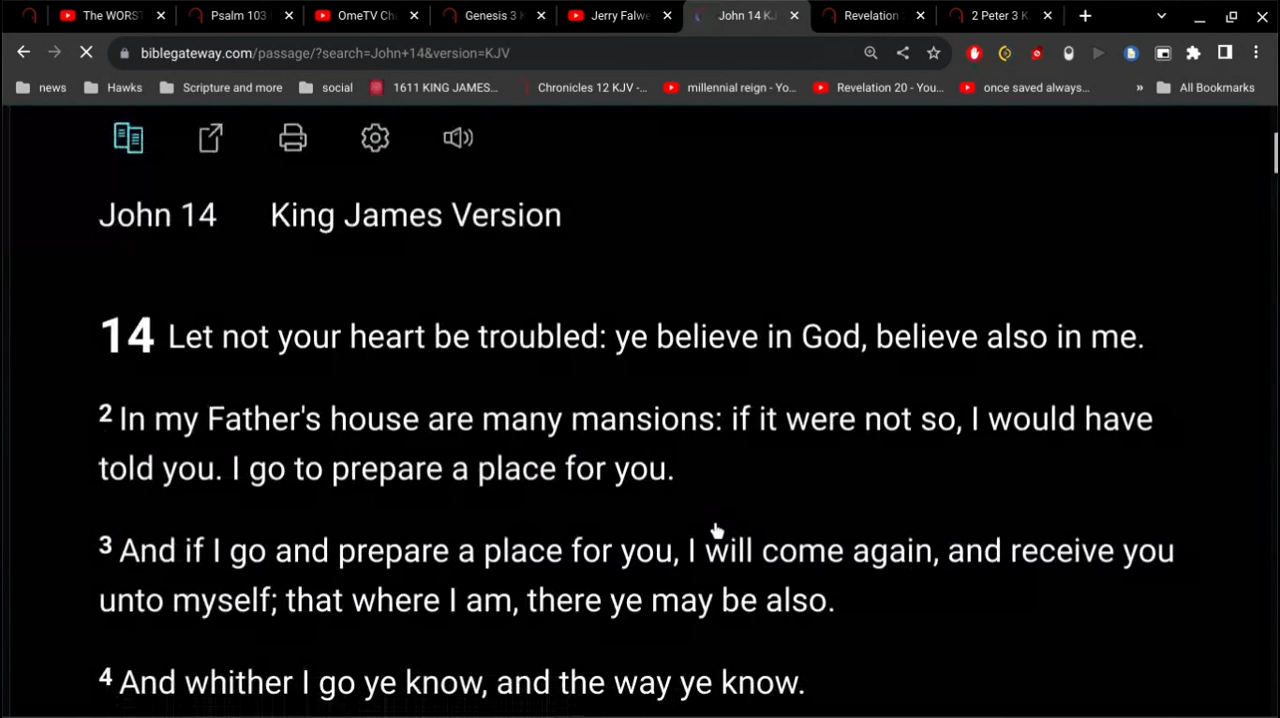 The WORST
Psalm 103
OmeTV Ch
Genesis 3 K
Jerry Falwe
John 14 KJ
Revelation
2 Peter 3 K
biblegateway.com/passage/?search=John+14&version=KJV
news
Hawks
Scripture and more
social
1611 KING JAMES...
Chronicles 12 KJV -...
millennial reign - Yo...
Revelation 20 - You...
once saved always...
»
All Bookmarks
John 14 King James Version
14 Let not your heart be troubled: ye believe in God, believe also in me.
2 In my Father's house are many mansions: if it were not so, I would have
told you. I go to prepare a place for you.
3 And if I go and prepare a place for you, I will come again, and receive you
unto myself; that where I am, there ye may be also.
4 And whither I go ye know, and the way ye know.